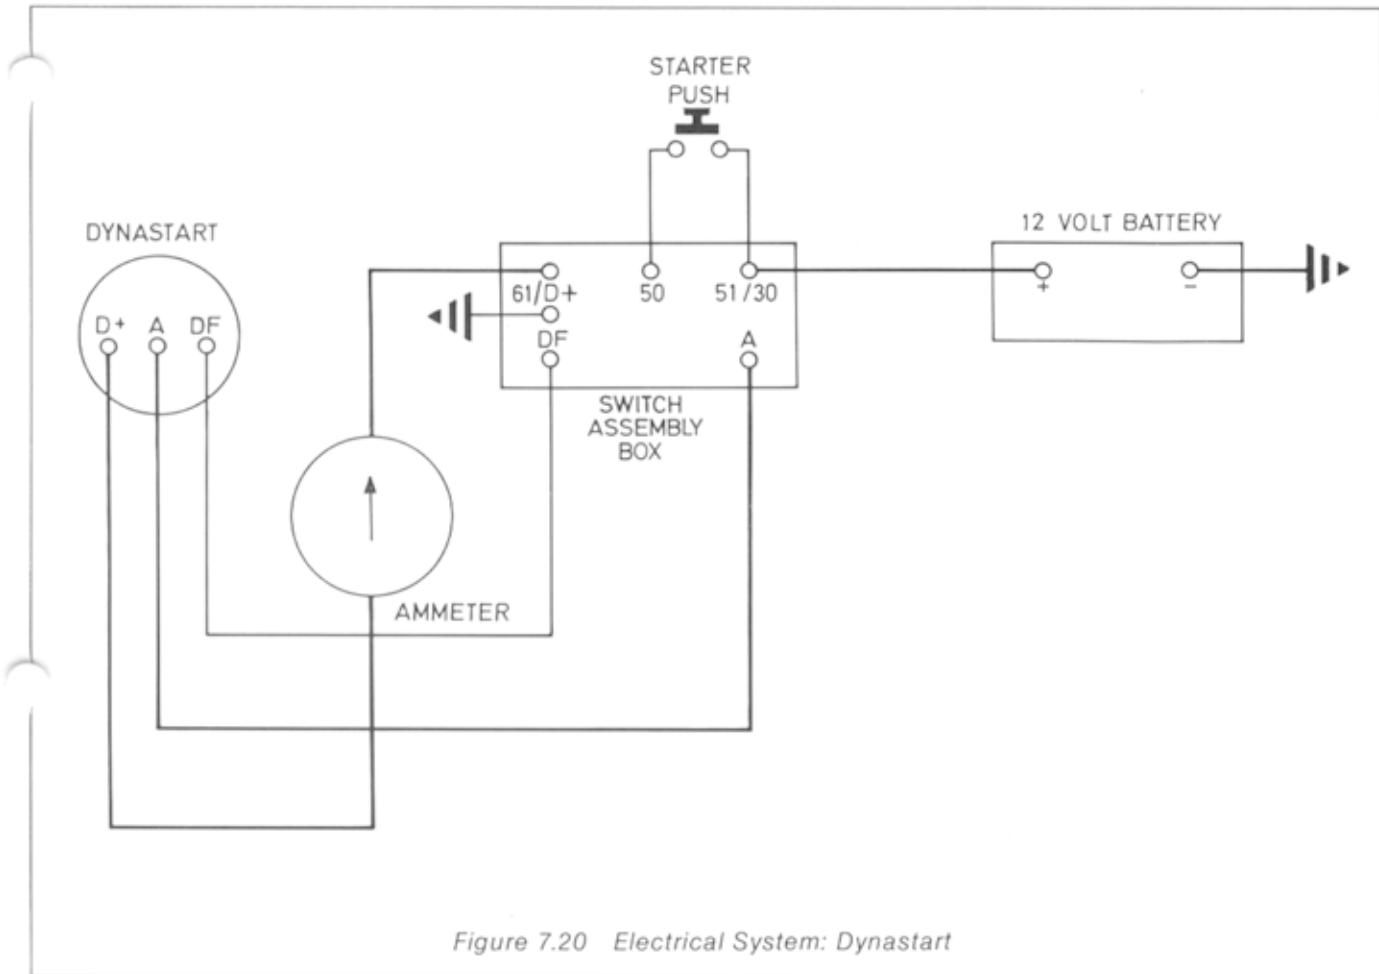 STARTER
PUSH
DYNASTART
12 VOLT BATTERY
D+ A DF
61/D+ 50 51/30
+ −
DF A
SWITCH
ASSEMBLY
BOX
AMMETER
Figure 7.20 Electrical System: Dynastart